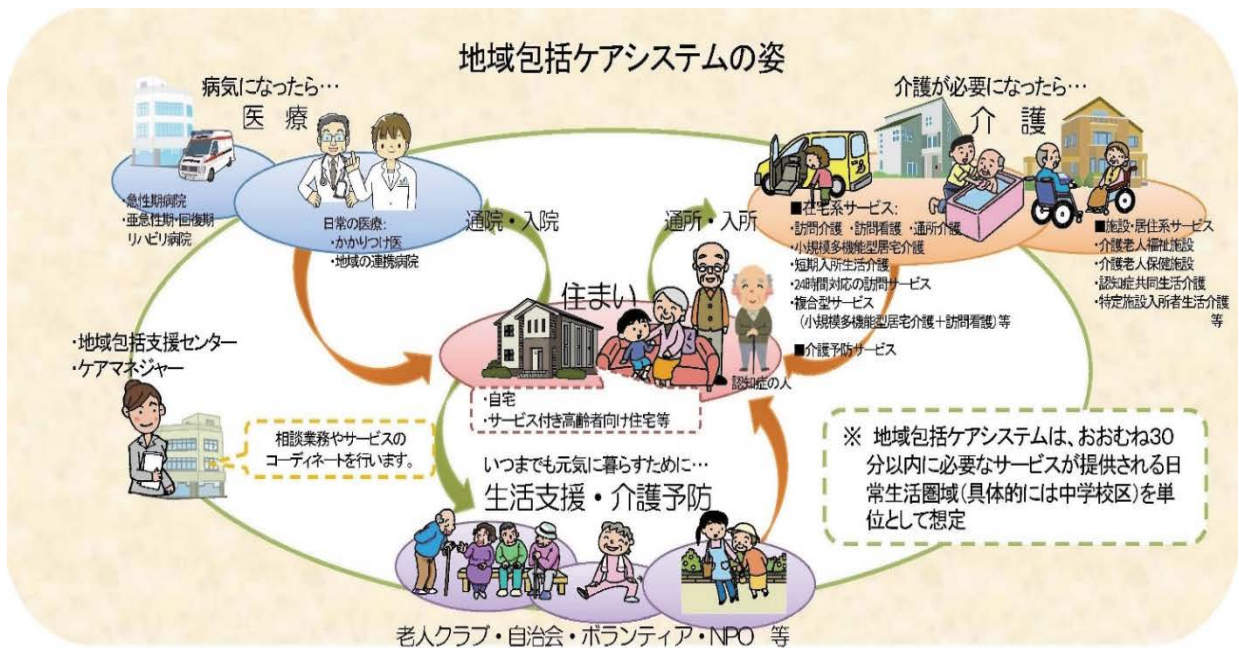 地域包括ケアシステムの姿
病気になったら…
医 療
・急性期病院
・亜急性期・回復期
リハビリ病院
日常の医療:
・かかりつけ医
・地域の連携病院
通院・入院
通所・入所
介護が必要になったら…
介 護
■在宅系サービス:
・訪問介護 ・訪問看護 ・通所介護
・小規模多機能型居宅介護
・短期入所生活介護
・24時間対応の訪問サービス
・複合型サービス
(小規模多機能型居宅介護＋訪問看護)等
■介護予防サービス
■施設・居住系サービス
・介護老人福祉施設
・介護老人保健施設
・認知症共同生活介護
・特定施設入所者生活介護
等
住まい
認知症の人
・自宅
・サービス付き高齢者向け住宅等
・地域包括支援センター
・ケアマネジャー
相談業務やサービスの
コーディネートを行います。
いつまでも元気に暮らすために…
生活支援・介護予防
老人クラブ・自治会・ボランティア・NPO 等
※ 地域包括ケアシステムは、おおむね30
分以内に必要なサービスが提供される日
常生活圏域(具体的には中学校区)を単
位として想定